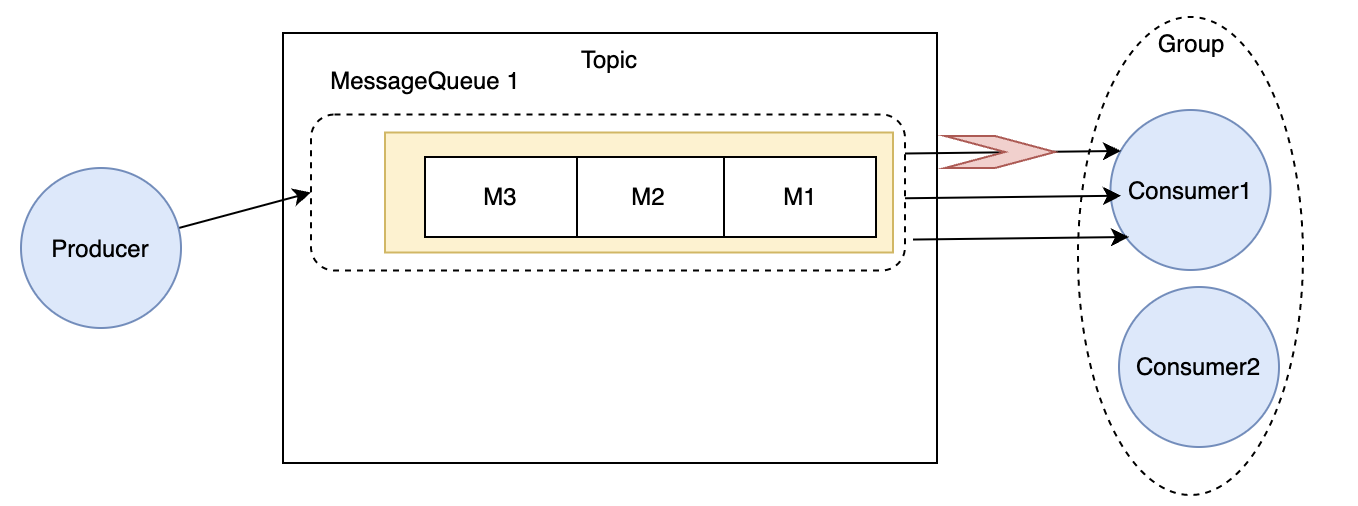 Topic
Group
MessageQueue 1
M3
M2
M1
Consumer1
Producer
Consumer2